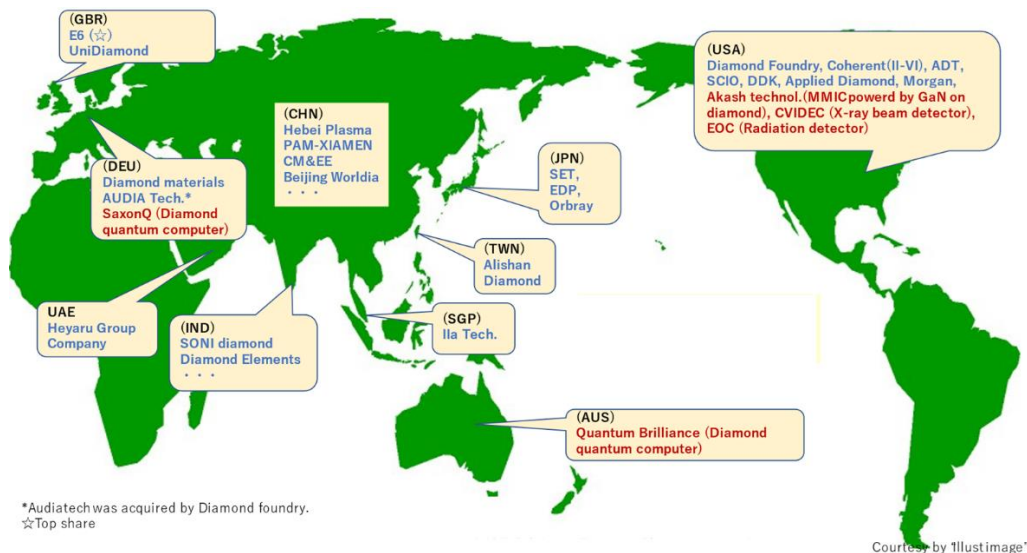 (GBR)
E6 (☆)
UniDiamond
(USA)
Diamond Foundry, Coherent(II-VI), ADT,
SCIO, DDK, Applied Diamond, Morgan,
Akash technol.(MMICpowerd by GaN on
diamond), CVIDEC (X-ray beam detector),
EOC (Radiation detector)
(CHN)
Hebei Plasma
PAM-XIAMEN
CM&EE
Beijing Worldia
・・・
(DEU)
Diamond materials
AUDIA Tech.*
SaxonQ (Diamond
quantum computer)
(JPN)
SET,
EDP,
Orbray
(TWN)
Alishan
Diamond
UAE
Heyaru Group
Company
(IND)
SONI diamond
Diamond Elements
・・・
(SGP)
IIa Tech.
(AUS)
Quantum Brilliance (Diamond
quantum computer)
*Audiatech was acquired by Diamond foundry.
☆Top share
Courtesy by "Illust image"